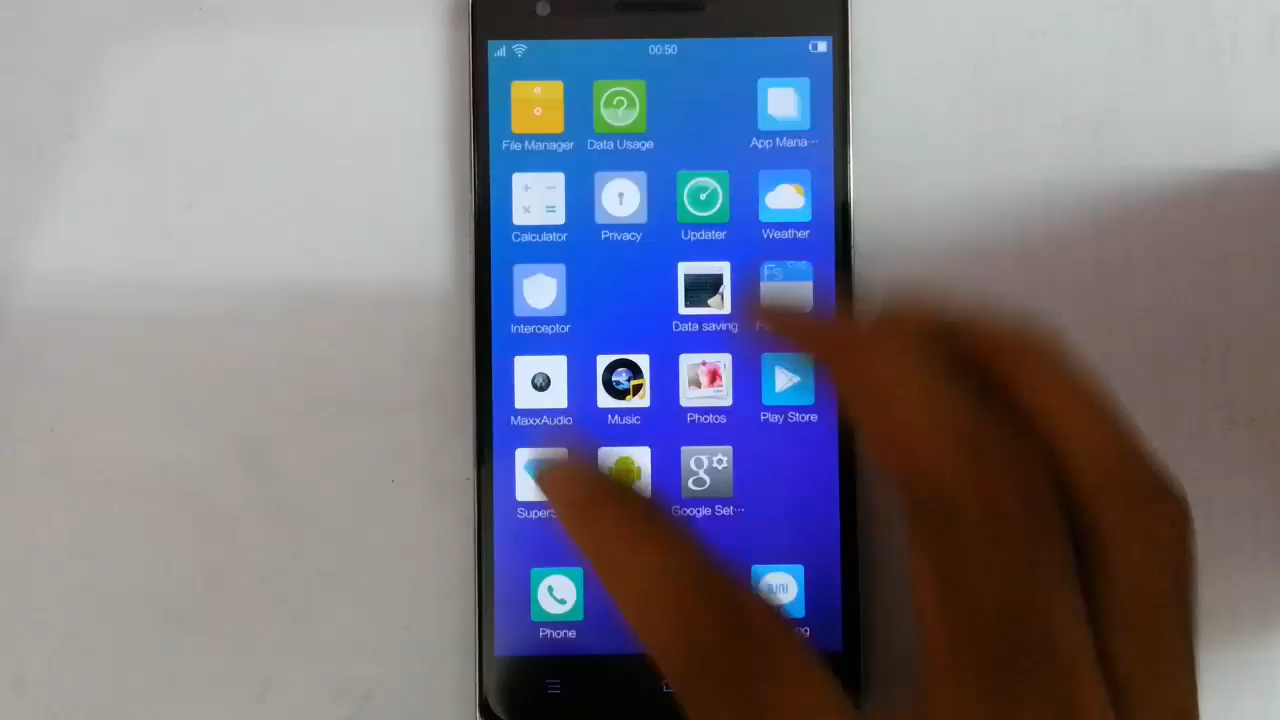 00:50
File Manager Data Usage App Mana···
Calculator Privacy Updater Weather
Interceptor Data saving
MaxxAudio Music Photos Play Store
Google Set···
Phone